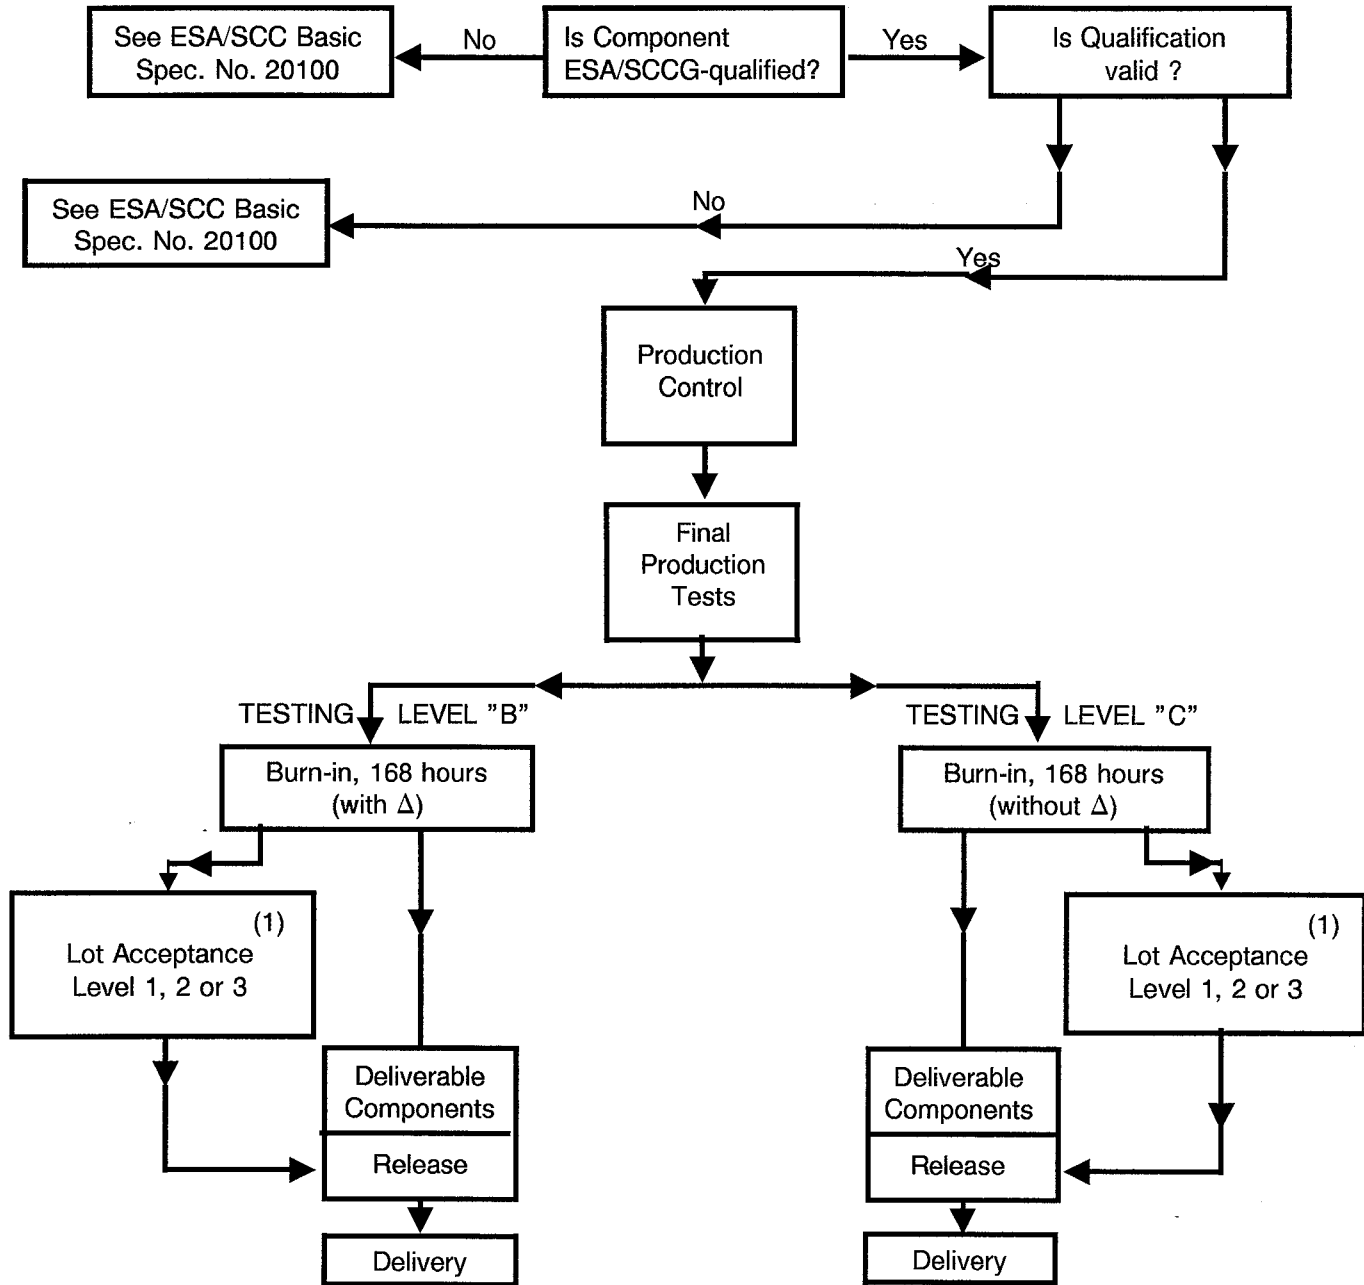 See ESA/SCC Basic
Spec. No. 20100
No
Is Component
ESA/SCCG-qualified?
Yes
Is Qualification
valid ?
See ESA/SCC Basic
Spec. No. 20100
No
Yes
Production
Control
Final
Production
Tests
TESTING LEVEL "B"
TESTING LEVEL "C"
Burn-in, 168 hours
(with Δ)
Burn-in, 168 hours
(without Δ)
(1)
Lot Acceptance
Level 1, 2 or 3
(1)
Lot Acceptance
Level 1, 2 or 3
Deliverable
Components
Release
Deliverable
Components
Release
Delivery
Delivery